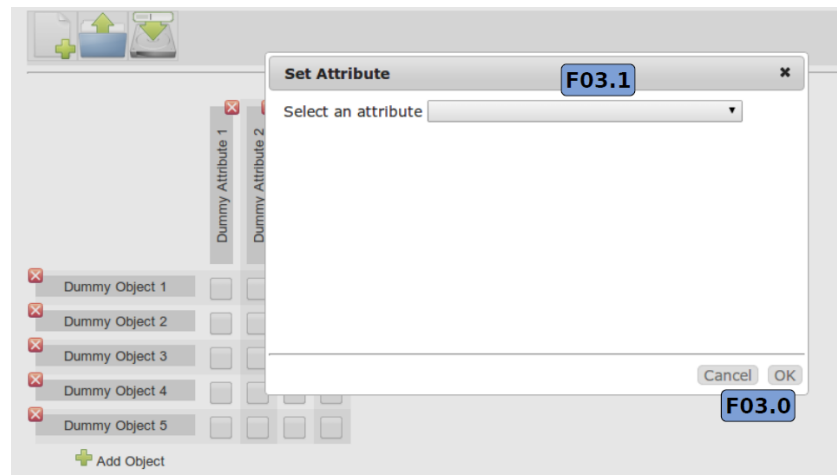 Set Attribute
F03.1
Select an attribute
Dummy Attribute 1
Dummy Attribute 2
Dummy Object 1
Dummy Object 2
Dummy Object 3
Dummy Object 4
Dummy Object 5
Cancel OK
F03.0
Add Object